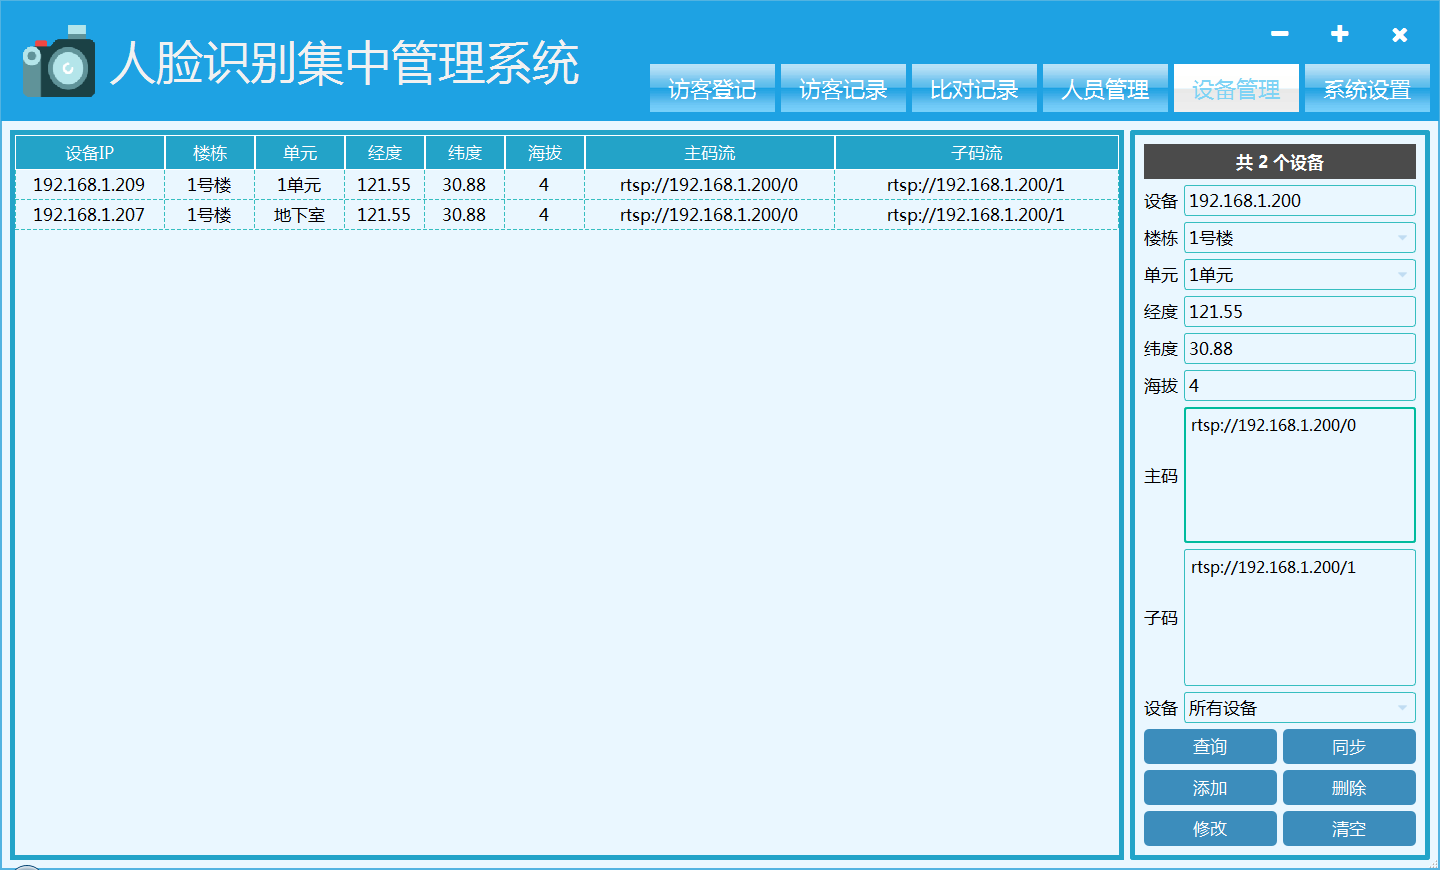 人脸识别集中管理系统
访客登记 访客记录 比对记录 人员管理 设备管理 系统设置
设备IP 楼栋 单元 经度 纬度 海拔 主码流 子码流
192.168.1.209 1号楼 1单元 121.55 30.88 4 rtsp://192.168.1.200/0 rtsp://192.168.1.200/1
192.168.1.207 1号楼 地下室 121.55 30.88 4 rtsp://192.168.1.200/0 rtsp://192.168.1.200/1
共 2 个设备
设备 192.168.1.200
楼栋 1号楼
单元 1单元
经度 121.55
纬度 30.88
海拔 4
主码 rtsp://192.168.1.200/0
子码 rtsp://192.168.1.200/1
设备 所有设备
查询 同步
添加 删除
修改 清空